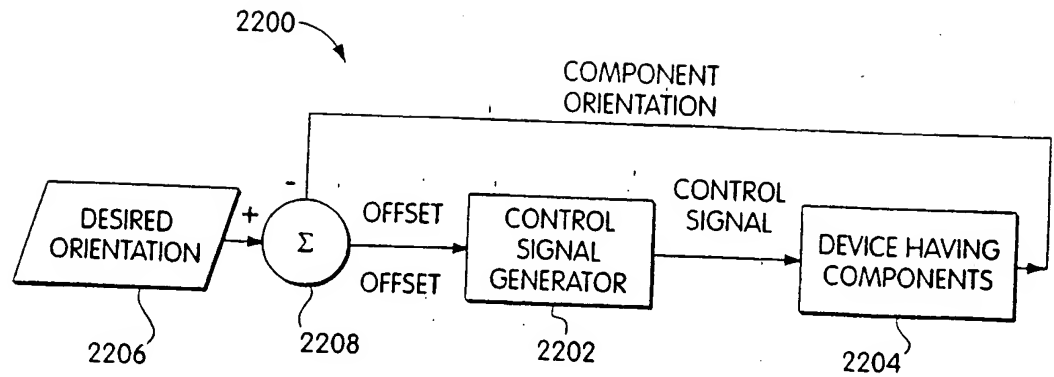 2200
COMPONENT
ORIENTATION
DESIRED
ORIENTATION
+
-
Σ
OFFSET
OFFSET
CONTROL
SIGNAL
GENERATOR
CONTROL
SIGNAL
DEVICE HAVING
COMPONENTS
2206
2208
2202
2204